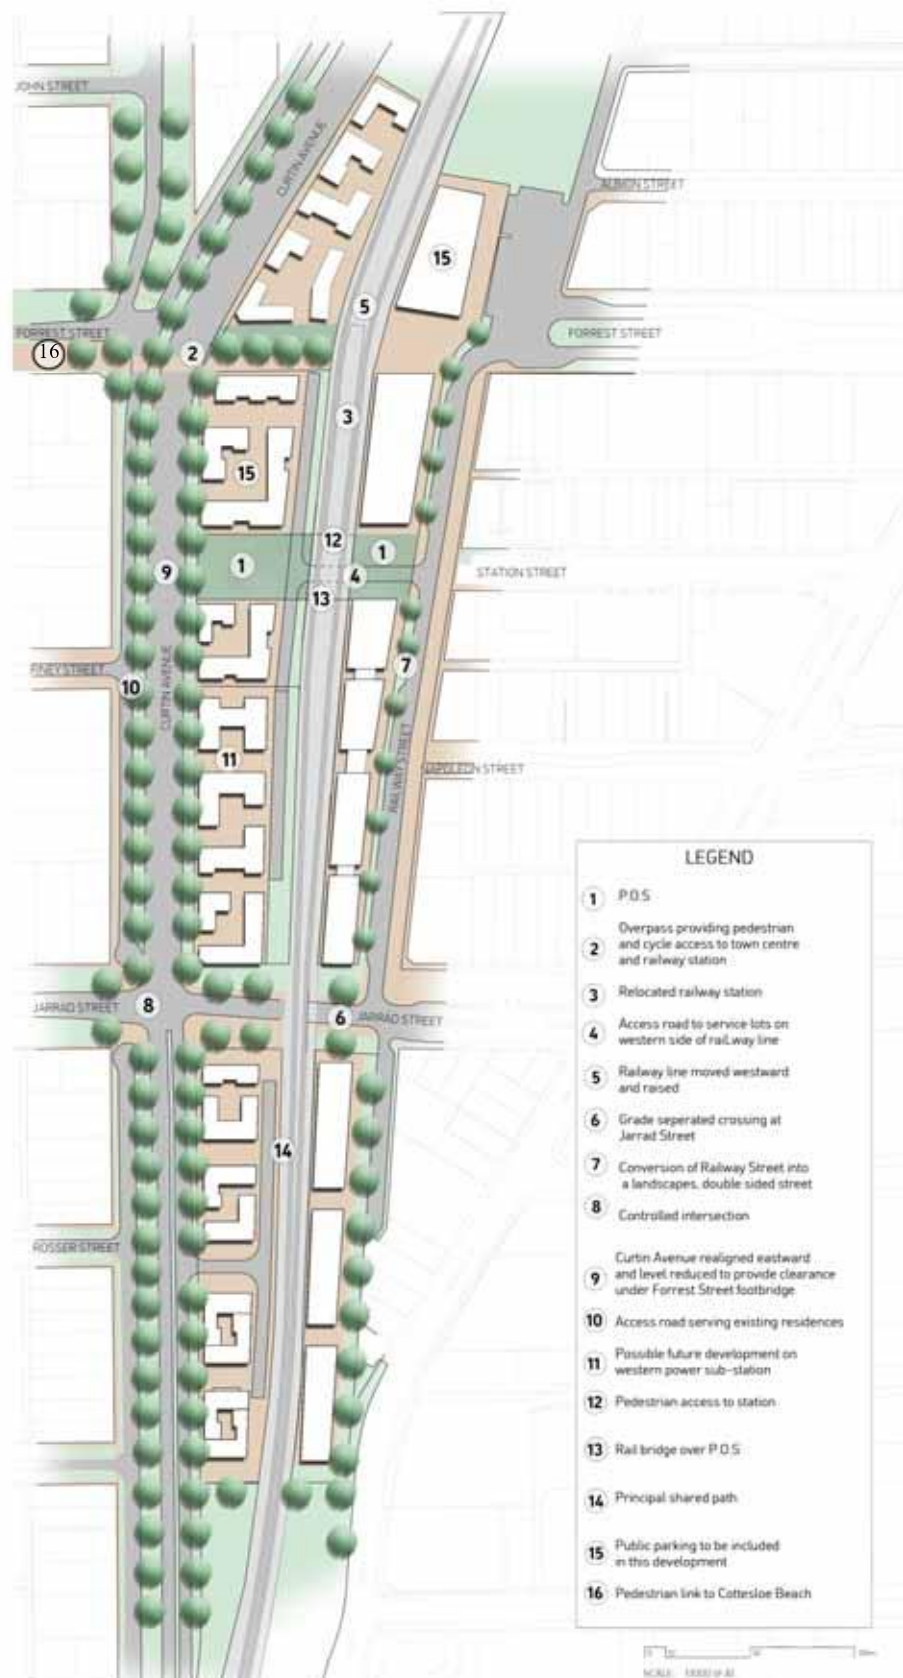 JOHN STREET
CURTIN AVENUE
ALBION STREET
15
5
FORREST STREET
FORREST STREET
16
2
3
15
12
1
1
9
4
STATION STREET
13
7
10
CURTIN AVENUE
11
RAILWAY STREET
NAPOLEON STREET
JARRAD STREET
8
6
JARRAD STREET
14
ROSSER STREET
LEGEND
1 P.O.S
2 Overpass providing pedestrian
and cycle access to town centre
and railway station
3 Relocated railway station
4 Access road to service lots on
western side of rail.way line
5 Railway line moved westward
and raised
6 Grade seperated crossing at
Jarrad Street
7 Conversion of Railway Street into
a landscapes, double sided street
8 Controlled intersection
9 Curtin Avenue realigned eastward
and level reduced to provide clearance
under Forrest Street footbridge
10 Access road serving existing residences
11 Possible future development on
western power sub-station
12 Pedestrian access to station
13 Rail bridge over P.O.S
14 Principal shared path
15 Public parking to be included
in this development
16 Pedestrian link to Cottesloe Beach
SCALE